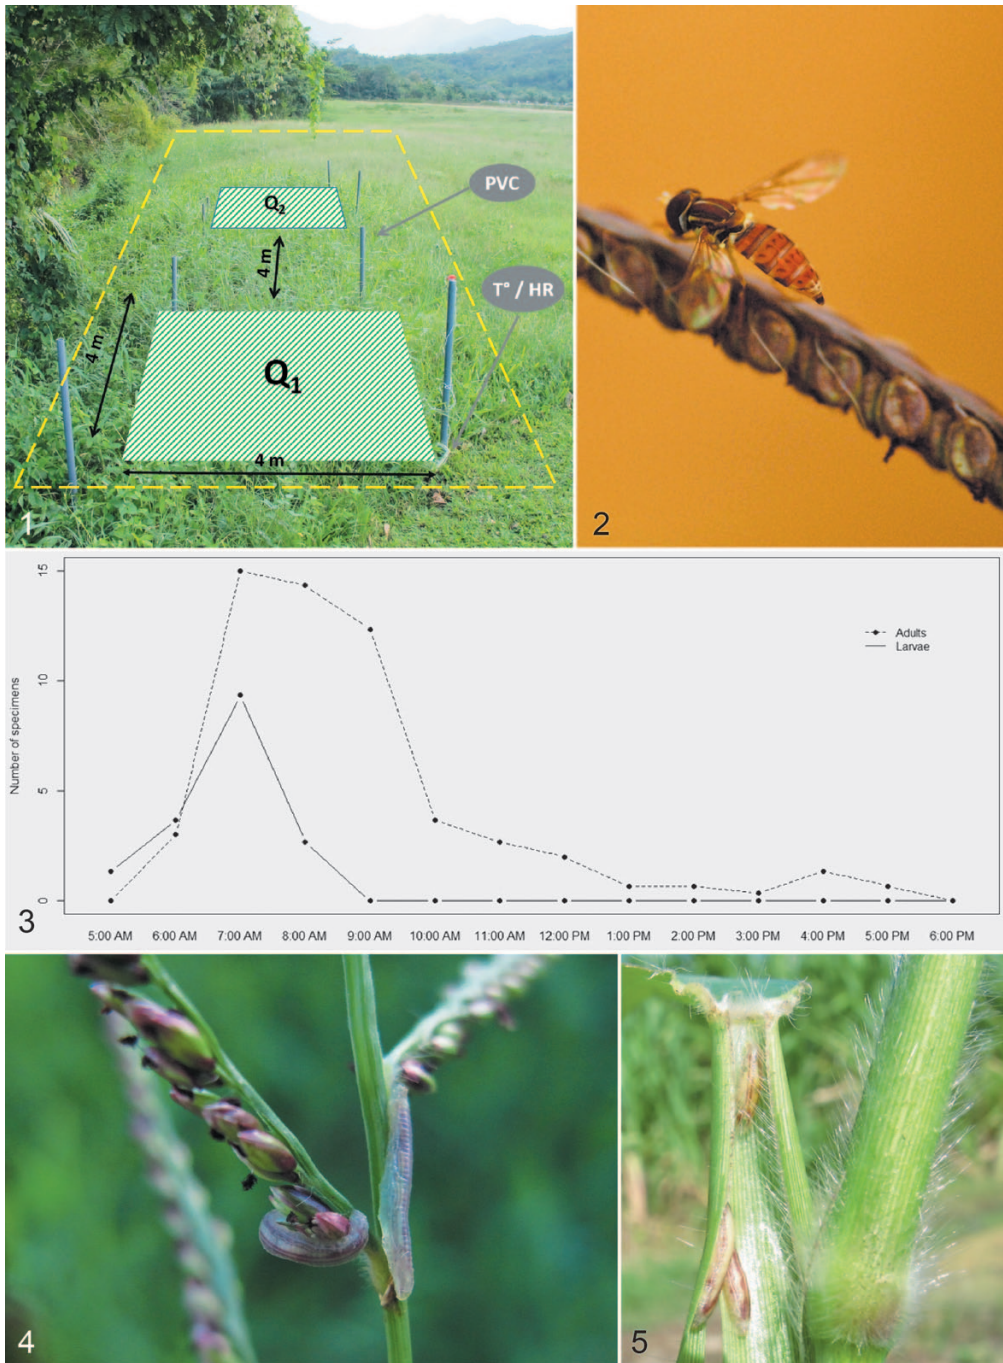 PVC
Q2
4 m
T° / HR
4 m
Q1
4 m
1
2
Number of specimens
15
10
5
0
Adults
Larvae
3
5:00 AM 6:00 AM 7:00 AM 8:00 AM 9:00 AM 10:00 AM 11:00 AM 12:00 PM 1:00 PM 2:00 PM 3:00 PM 4:00 PM 5:00 PM 6:00 PM
4
5